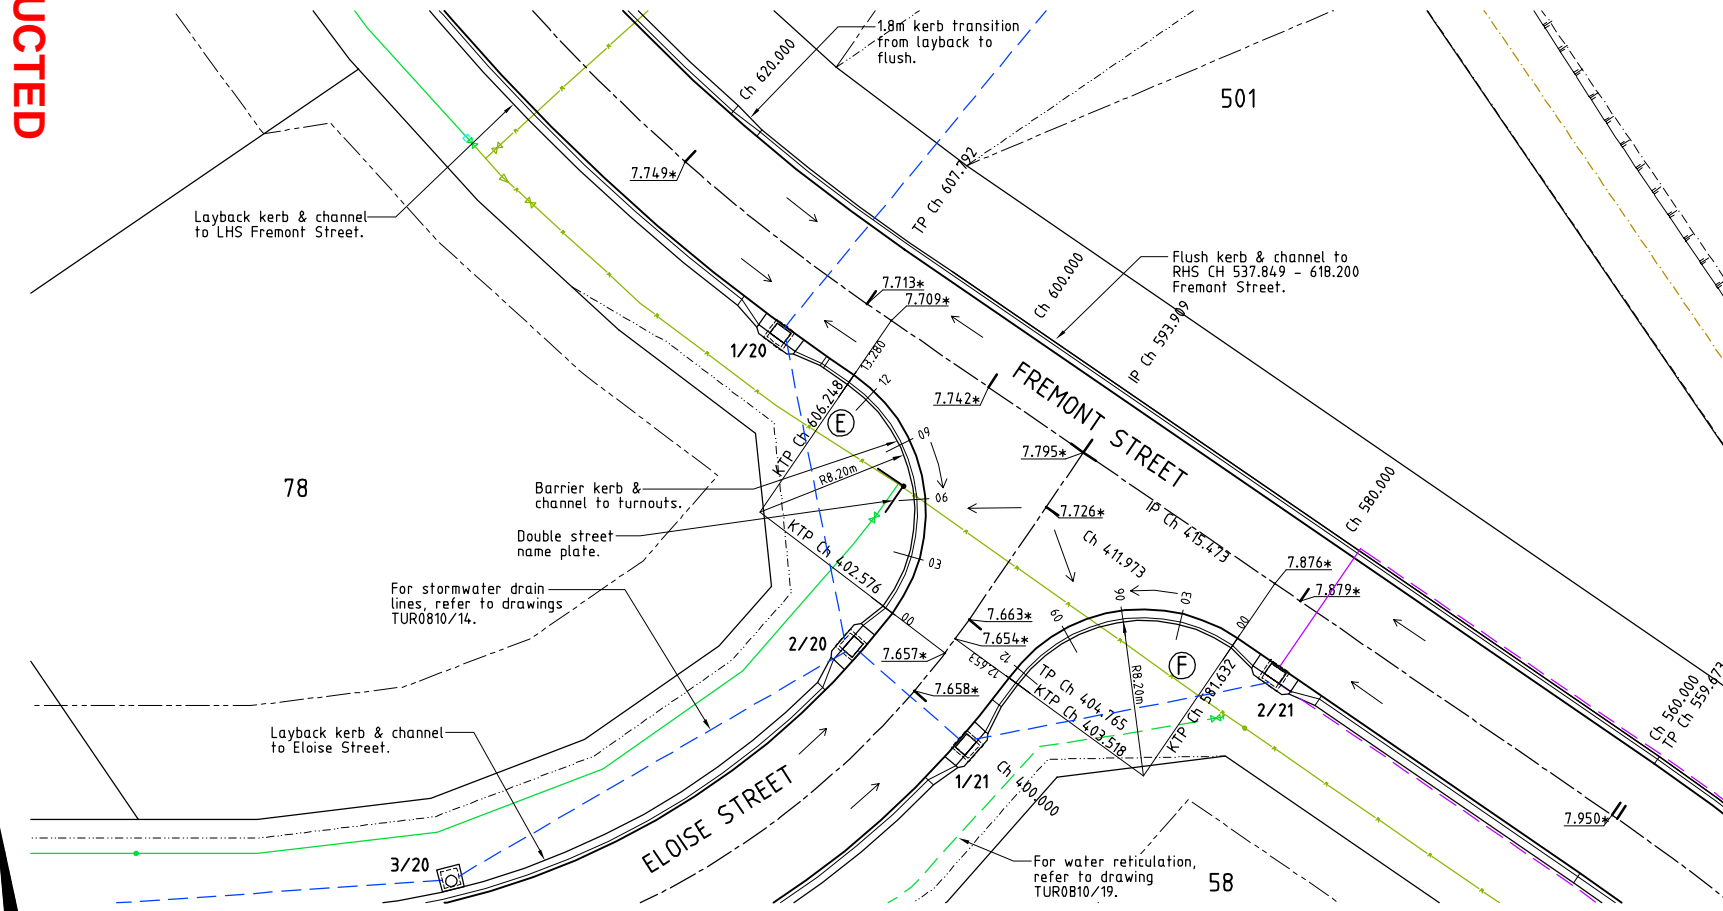 UCTED
1.8m kerb transition
from layback to
flush.
Ch 620.000
501
7.749*
TP Ch 607.792
Layback kerb & channel
to LHS Fremont Street.
Flush kerb & channel to
RHS CH 537.849 - 618.200
Fremont Street.
Ch 600.000
IP Ch 593.909
7.713*
7.709*
1/20
13.280
12
KTP Ch 606.248
E
7.742*
FREMONT STREET
09
7.795*
R8.20m
78
Barrier kerb &
channel to turnouts.
06
Ch 580.000
7.726*
IP Ch 415.473
Double street
name plate.
KTP Ch 402.576
03
Ch 411.973
7.876*
7.879*
For stormwater drain
lines, refer to drawings
TUR0810/14.
00
90
03
60
00
7.663*
7.654*
7.657*
2/20
12.653
12
F
TP Ch 404.765
KTP Ch 403.518
R8.20m
KTP Ch 581.632
7.658*
2/21
Ch 560.000
TP Ch 559.673
Layback kerb & channel
to Eloise Street.
1/21
Ch 400.000
ELOISE STREET
7.950*
3/20
For water reticulation,
refer to drawing
TUR0810/19.
58